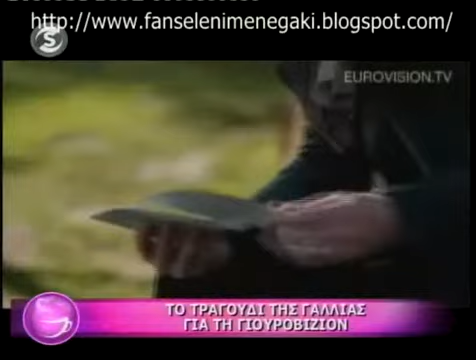 http://www.fanselenimenegaki.blogspot.com/
S
EUROVISION.TV
ΤΟ ΤΡΑΓΟΥΔΙ ΤΗΣ ΓΑΛΛΙΑΣ
ΓΙΑ ΤΗ ΓΙΟΥΡΟΒΙΖΙΟΝ